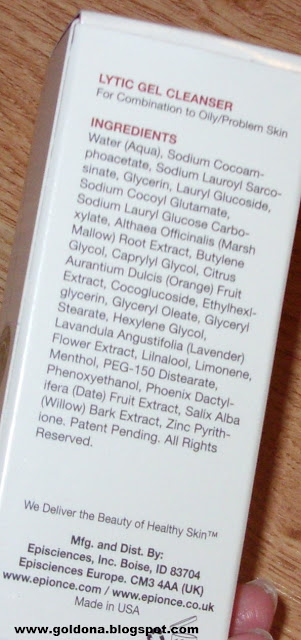 LYTIC GEL CLEANSER
For Combination to Oily/Problem Skin
INGREDIENTS
Water (Aqua), Sodium Cocoam-
phoacetate, Sodium Lauroyl Sarco-
sinate, Glycerin, Lauryl Glucoside,
Sodium Cocoyl Glutamate,
Sodium Lauryl Glucose Carbo-
xylate, Althaea Officinalis (Marsh
Mallow) Root Extract, Butylene
Glycol, Caprylyl Glycol, Citrus
Aurantium Dulcis (Orange) Fruit
Extract, Cocoglucoside, Ethylhexl-
glycerin, Glyceryl Oleate, Glyceryl
Stearate, Hexylene Glycol,
Lavandula Angustifolia (Lavender)
Flower Extract, Lilnalool, Limonene,
Menthol, PEG-150 Distearate,
Phenoxyethanol, Phoenix Dactyl-
ifera (Date) Fruit Extract, Salix Alba
(Willow) Bark Extract, Zinc Pyrith-
ione. Patent Pending. All Rights
Reserved.
We Deliver the Beauty of Healthy Skin™
Mfg. and Dist. By:
Episciences, Inc. Boise, ID 83704
Episciences Europe. CM3 4AA (UK)
www.epionce.com / www.epionce.co.uk
Made in USA
www.goldona.blogspot.com